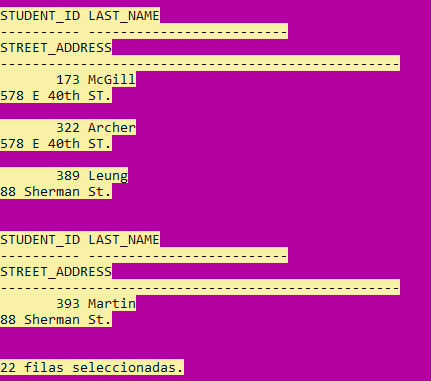 STUDENT_ID LAST_NAME
---------- -------------------------
STREET_ADDRESS
--------------------------------------------------
173 McGill
578 E 40th ST.
322 Archer
578 E 40th ST.
389 Leung
88 Sherman St.
STUDENT_ID LAST_NAME
---------- -------------------------
STREET_ADDRESS
--------------------------------------------------
393 Martin
88 Sherman St.
22 filas seleccionadas.